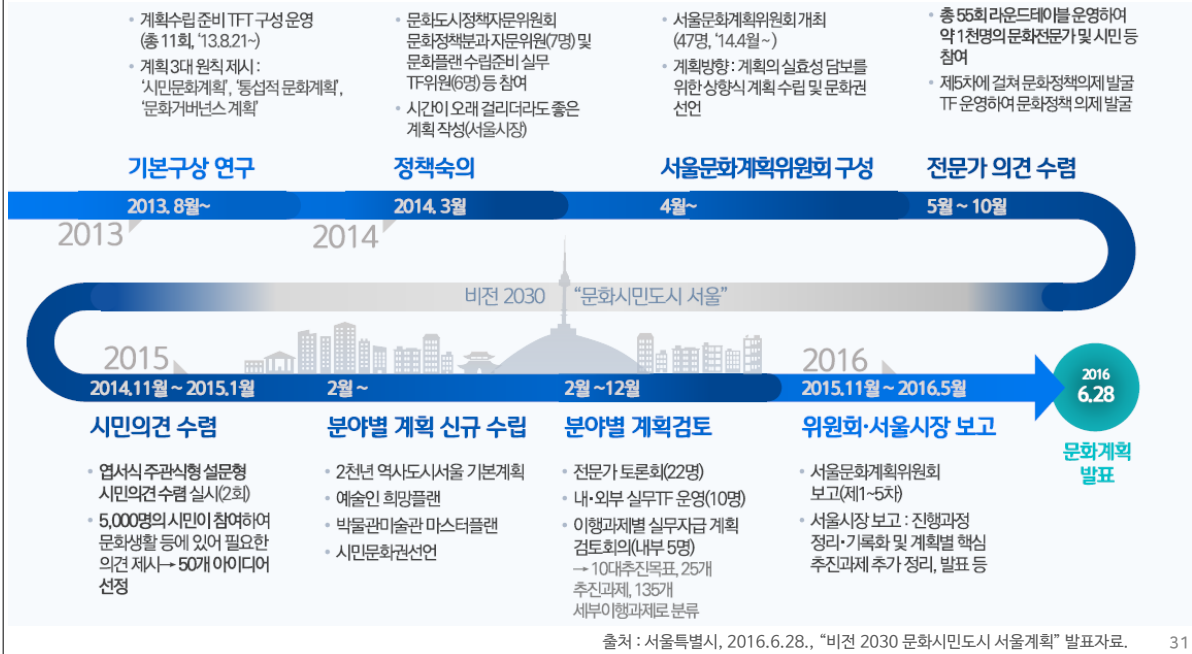 • 계획수립 준비 TFT 구성 운영
(총 11회, ‘13.8.21~)
• 계획 3대 원칙 제시 :
‘시민문화계획’, ‘통섭적 문화계획’,
‘문화거버넌스 계획’
• 문화도시정책자문위원회
문화정책분과 자문위원(7명) 및
문화플랜 수립준비 실무
TF위원(6명) 등 참여
• 시간이 오래 걸리더라도 좋은
계획 작성(서울시장)
• 서울문화계획위원회 개최
(47명, ‘14.4월~)
• 계획방향 : 계획의 실효성 담보를
위한 상향식 계획 수립 및 문화권
선언
• 총 55회 라운드테이블 운영하여
약 1천명의 문화전문가 및 시민 등
참여
• 제5차에 걸쳐 문화정책의제 발굴
TF 운영하여 문화정책 의제 발굴
기본구상 연구
정책숙의
서울문화계획위원회 구성
전문가 의견 수렴
2013. 8월~
2014. 3월
4월~
5월 ~ 10월
2013
2014
비전 2030 “문화시민도시 서울”
2015
2016
2014.11월 ~ 2015.1월
2월 ~
2월 ~12월
2015.11월 ~ 2016.5월
2016
6.28
문화계획
발표
시민의견 수렴
분야별 계획 신규 수립
분야별 계획검토
위원회·서울시장 보고
• 엽서식 주관식형 설문형
시민의견 수렴 실시(2회)
• 5,000명의 시민이 참여하여
문화생활 등에 있어 필요한
의견 제시→ 50개 아이디어
선정
• 2천년 역사도시서울 기본계획
• 예술인 희망플랜
• 박물관미술관 마스터플랜
• 시민문화권선언
• 전문가 토론회(22명)
• 내·외부 실무TF 운영(10명)
• 이행과제별 실무자급 계획
검토회의(내부 5명)
→ 10대추진목표, 25개
추진과제, 135개
세부이행과제로 분류
• 서울문화계획위원회
보고(제1~5차)
• 서울시장 보고 : 진행과정
정리·기록화 및 계획별 핵심
추진과제 추가 정리, 발표 등
출처 : 서울특별시, 2016.6.28., “비전 2030 문화시민도시 서울계획” 발표자료.
31